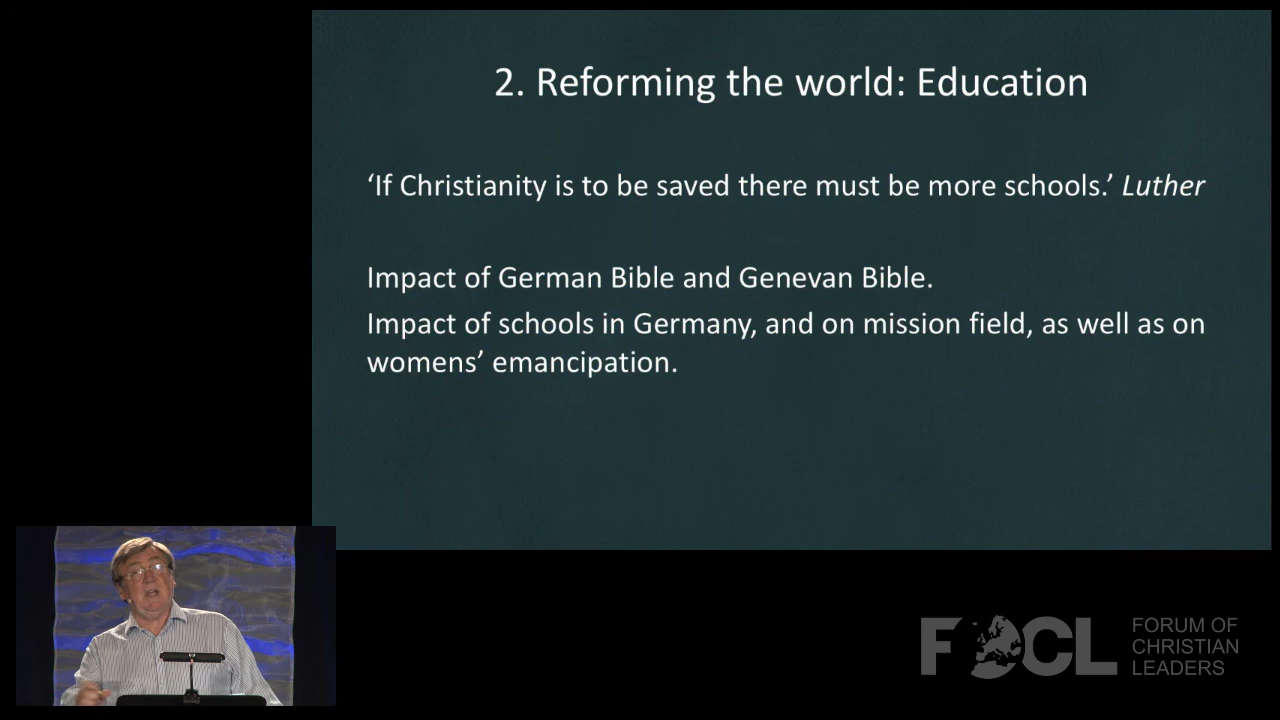 2. Reforming the world: Education
‘If Christianity is to be saved there must be more schools.’ Luther
Impact of German Bible and Genevan Bible.
Impact of schools in Germany, and on mission field, as well as on
womens’ emancipation.
FOCL
FORUM OF
CHRISTIAN
LEADERS